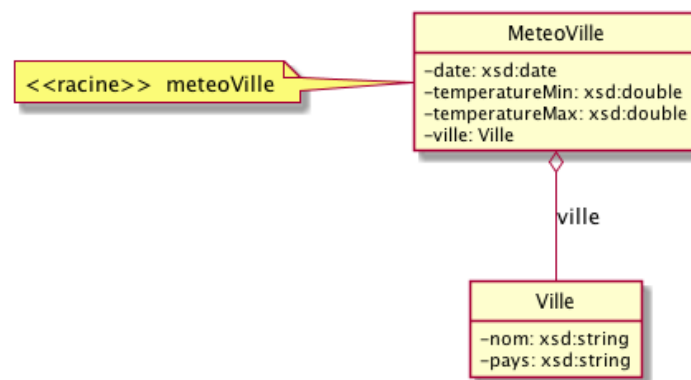 MeteoVille
<<racine>> meteoVille
-date: xsd:date
-temperatureMin: xsd:double
-temperatureMax: xsd:double
-ville: Ville
ville
Ville
-nom: xsd:string
-pays: xsd:string